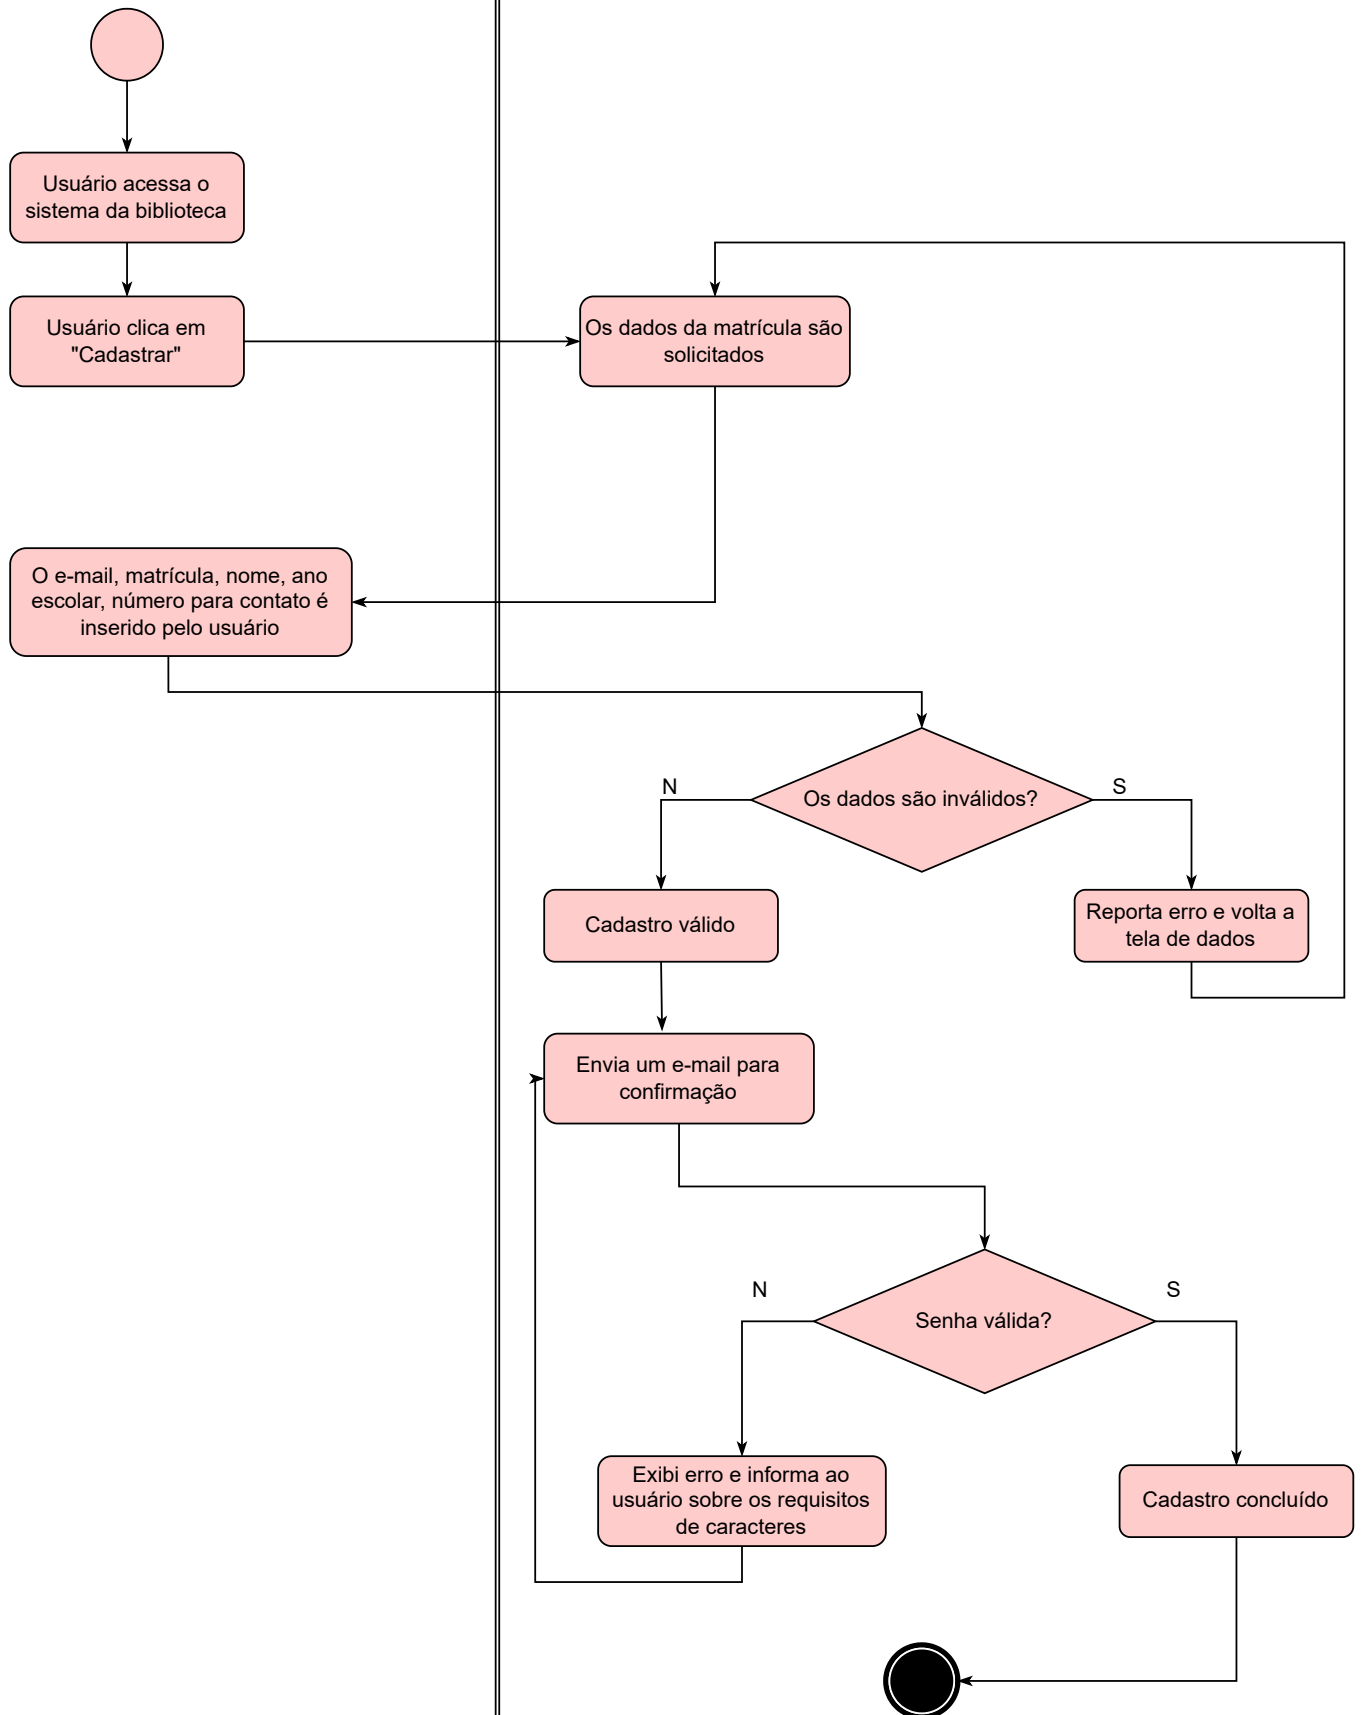 Usuário acessa o
sistema da biblioteca
Usuário clica em
"Cadastrar"
Os dados da matrícula são
solicitados
O e-mail, matrícula, nome, ano
escolar, número para contato é
inserido pelo usuário
Os dados são inválidos?
N
S
Cadastro válido
Reporta erro e volta a
tela de dados
Envia um e-mail para
confirmação
Senha válida?
N
S
Exibi erro e informa ao
usuário sobre os requisitos
de caracteres
Cadastro concluído